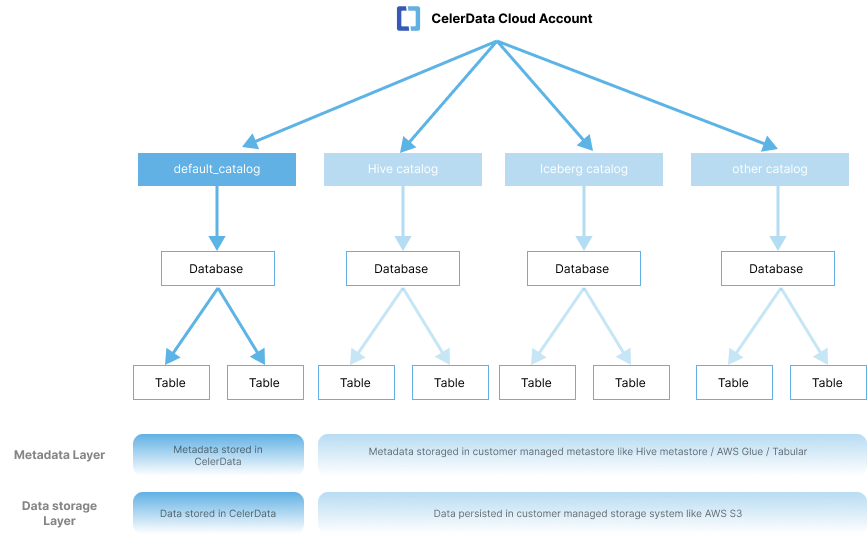 CelerData Cloud Account
default_catalog
Hive catalog
Iceberg catalog
other catalog
Database
Database
Database
Database
Table
Table
Table
Table
Table
Table
Table
Table
Metadata Layer
Metadata stored in
CelerData
Metadata storaged in customer managed metastore like Hive metastore / AWS Glue / Tabular
Data storage
Layer
Data stored in CelerData
Data persisted in customer managed storage system like AWS S3